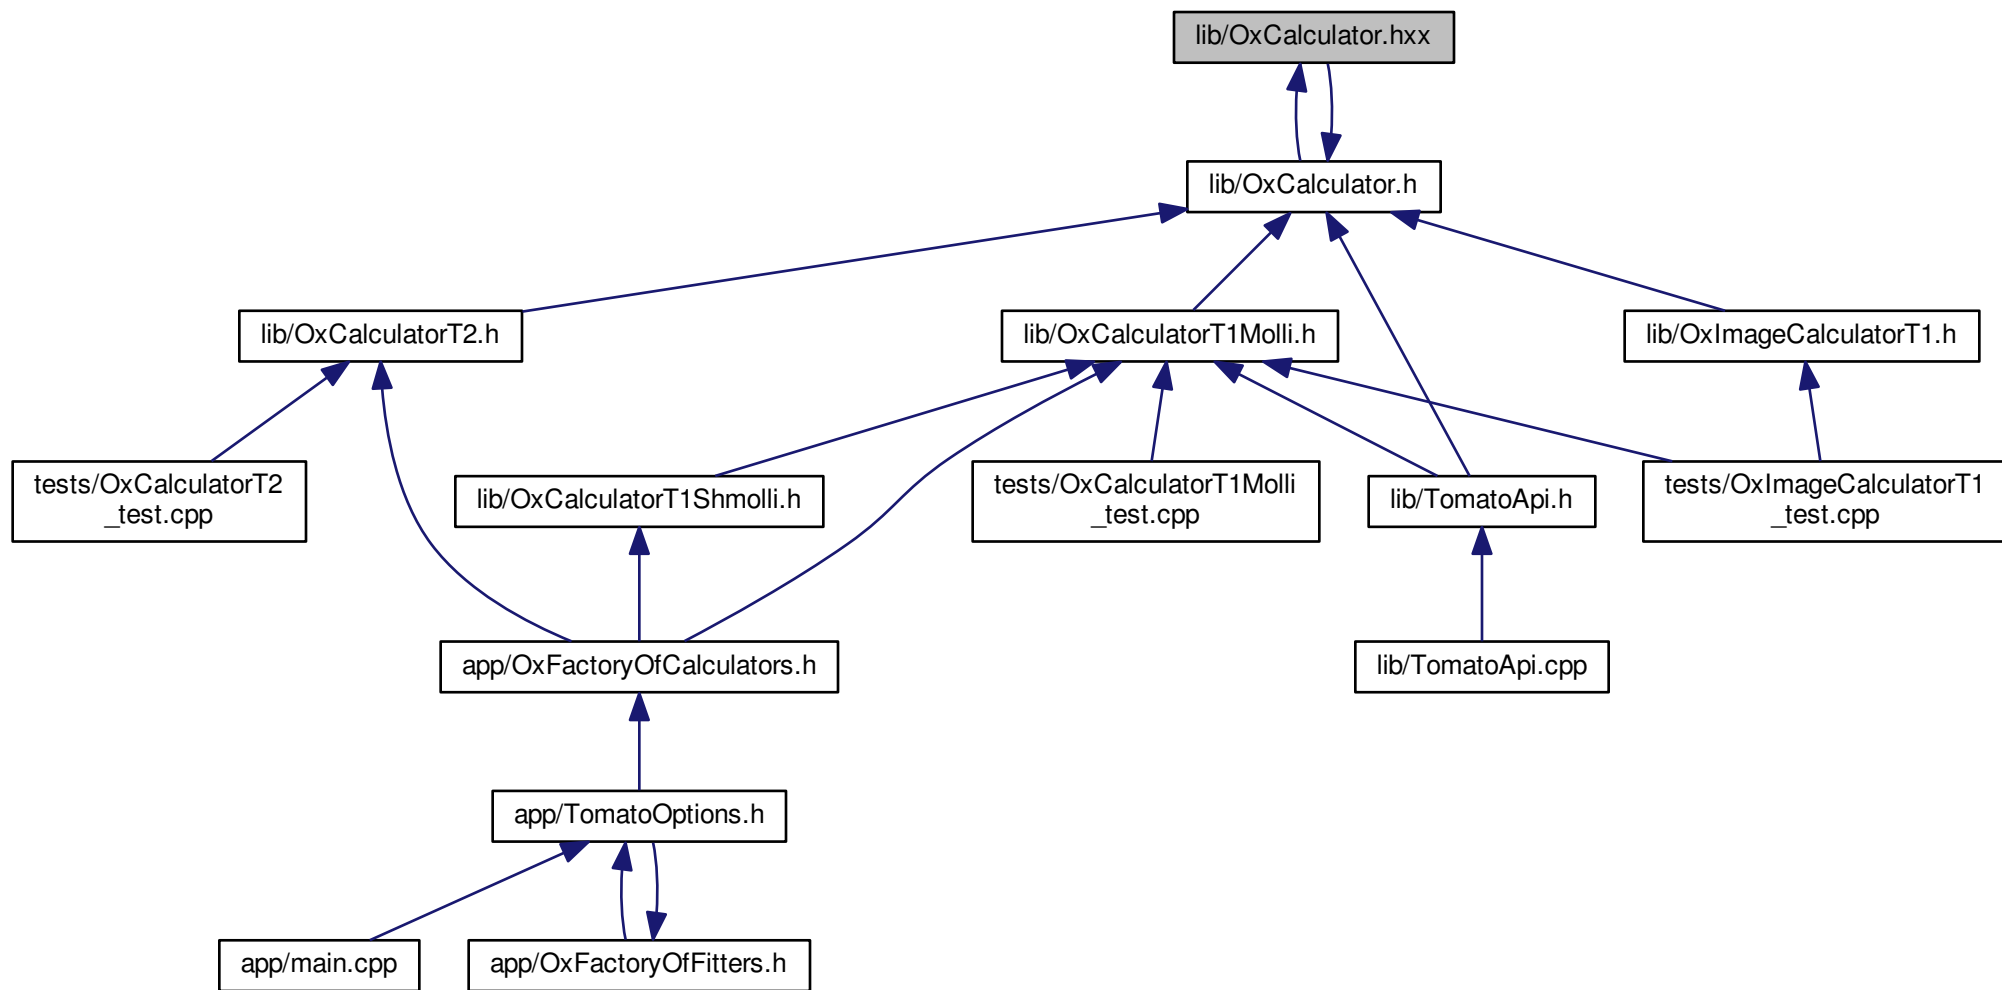 lib/OxCalculator.hxx
lib/OxCalculator.h
lib/OxCalculatorT2.h
lib/OxCalculatorT1Molli.h
lib/OxImageCalculatorT1.h
tests/OxCalculatorT2
_test.cpp
lib/OxCalculatorT1Shmolli.h
tests/OxCalculatorT1Molli
_test.cpp
lib/TomatoApi.h
tests/OxImageCalculatorT1
_test.cpp
app/OxFactoryOfCalculators.h
lib/TomatoApi.cpp
app/TomatoOptions.h
app/main.cpp
app/OxFactoryOfFitters.h